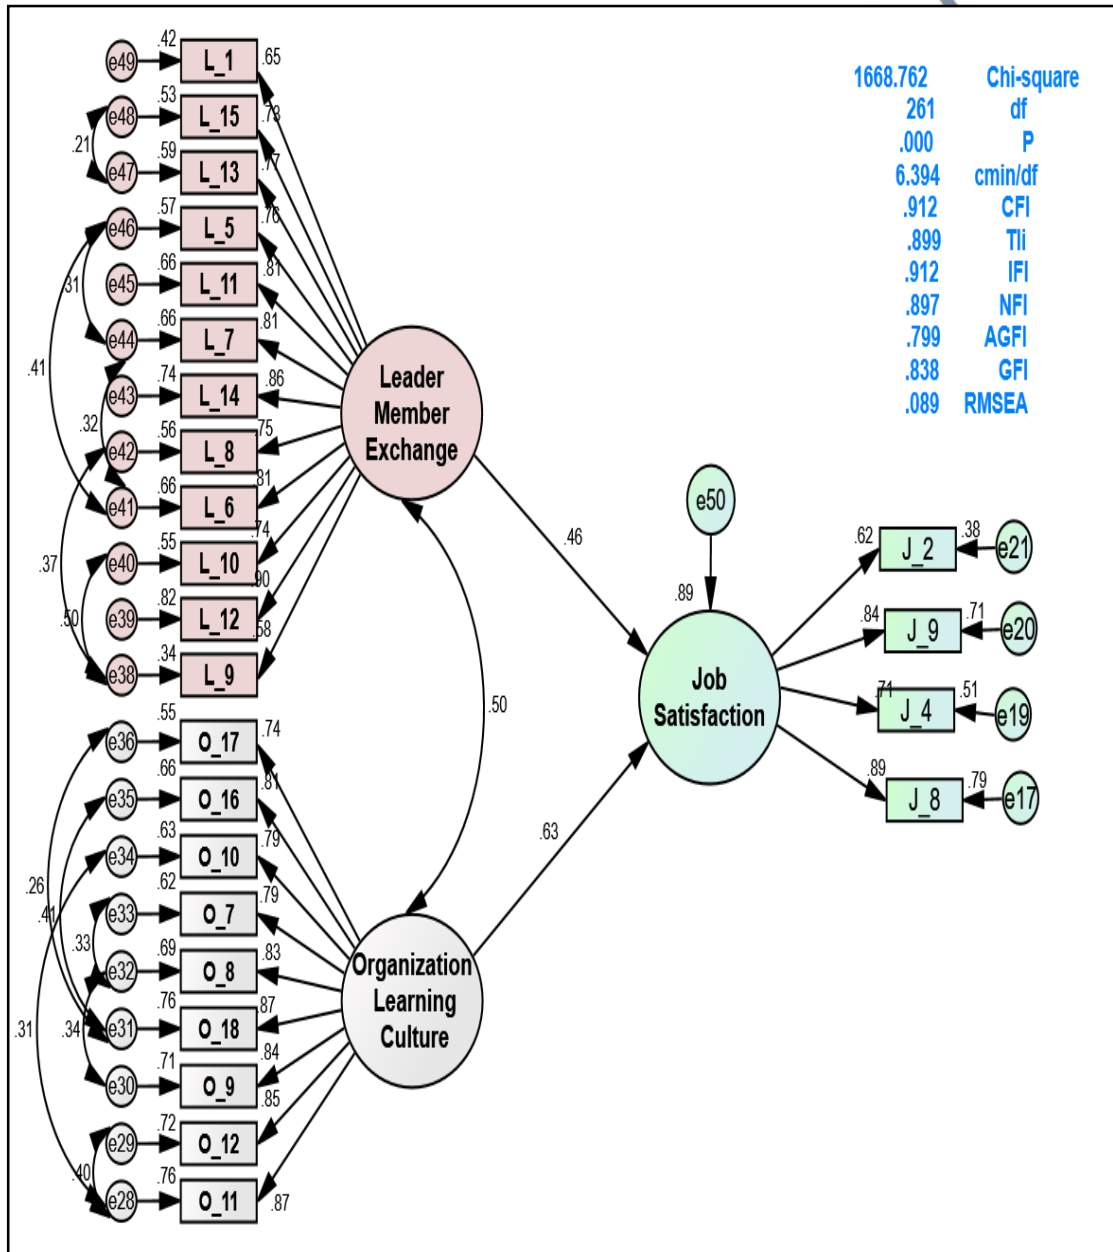 1668.762 Chi-square
261 df
.000 P
6.394 cmin/df
.912 CFI
.899 Tli
.912 IFI
.897 NFI
.799 AGFI
.838 GFI
.089 RMSEA
e49 .42 L_1 .65
e48 .53 L_15 .73
.21
e47 .59 L_13 .77
e46 .57 L_5 .76
e45 .66 L_11 .81
.31
e44 .66 L_7 .81
.41
e43 .74 L_14 .86
.32
e42 .56 L_8 .75
e41 .66 L_6 .81
e40 .55 L_10 .74
.37
e39 .82 L_12 .90
.50
e38 .34 L_9 .58
Leader
Member
Exchange
e36 .55 O_17 .74
e35 .66 O_16 .81
e34 .63 O_10 .79
.26
e33 .62 O_7 .79
.41
.33
e32 .69 O_8 .83
e31 .76 O_18 .87
.31
.34
e30 .71 O_9 .84
e29 .72 O_12 .85
.40
e28 .76 O_11 .87
Organization
Learning
Culture
.50
.46
.63
e50
.89
Job
Satisfaction
.62 J_2 .38 e21
.84 J_9 .71 e20
.71 J_4 .51 e19
.89 J_8 .79 e17